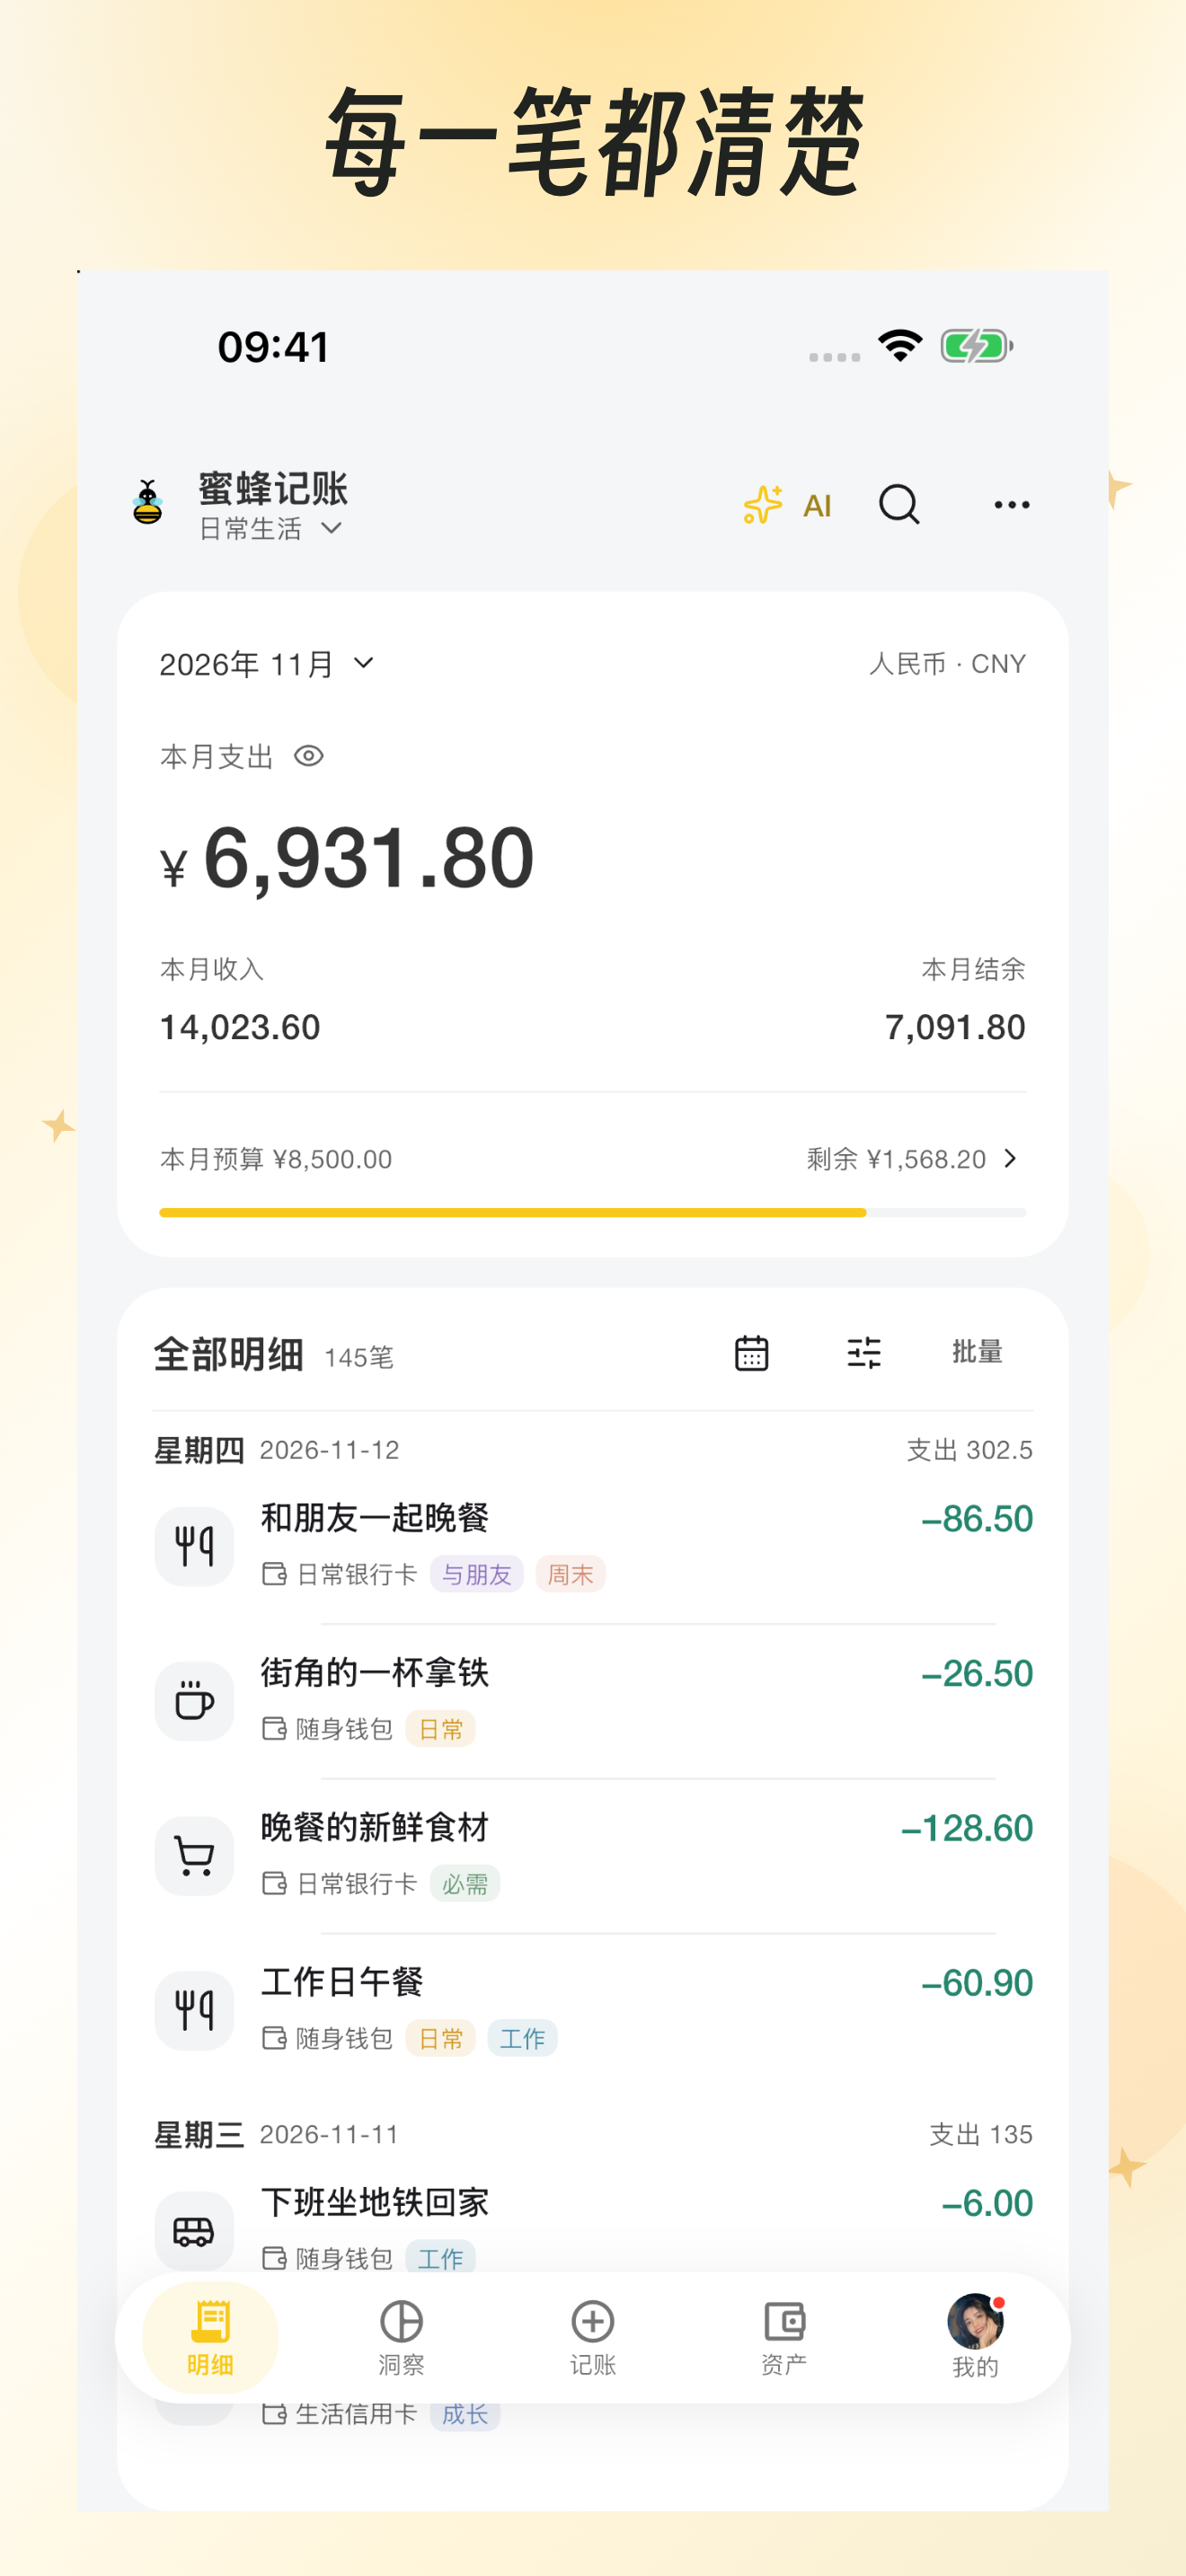 每一笔都清楚
09:41
蜜蜂记账
日常生活
AI
2026年 11月
人民币 · CNY
本月支出
¥ 6,931.80
本月收入
本月结余
14,023.60
7,091.80
本月预算 ¥8,500.00
剩余 ¥1,568.20
全部明细 145笔
批量
星期四 2026-11-12
支出 302.5
和朋友一起晚餐
-86.50
日常银行卡 与朋友 周末
街角的一杯拿铁
-26.50
随身钱包 日常
晚餐的新鲜食材
-128.60
日常银行卡 必需
工作日午餐
-60.90
随身钱包 日常 工作
星期三 2026-11-11
支出 135
下班坐地铁回家
-6.00
随身钱包 工作
明细
洞察
记账
资产
我的
生活信用卡 成长